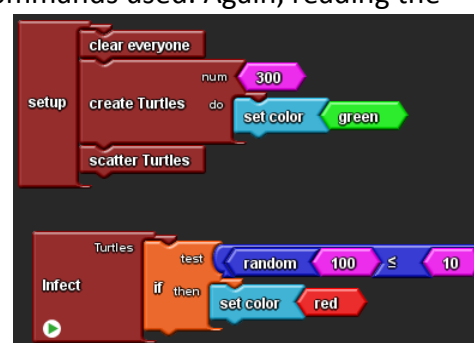 ommands used. Again, reading the
clear everyone
num 300
setup create Turtles do
set color green
scatter Turtles
Turtles
test random 100 ≤ 10
Infect if then
set color red